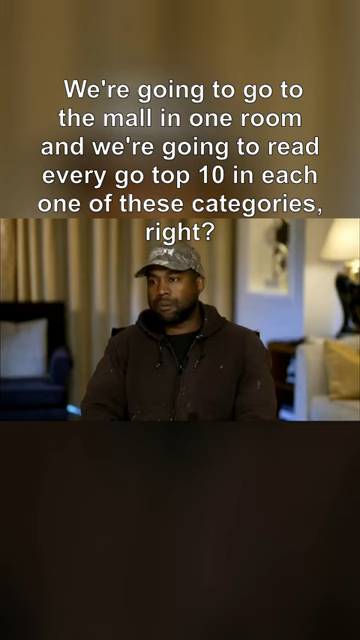 We're going to go to
the mall in one room
and we're going to read
every go top 10 in each
one of these categories,
right?